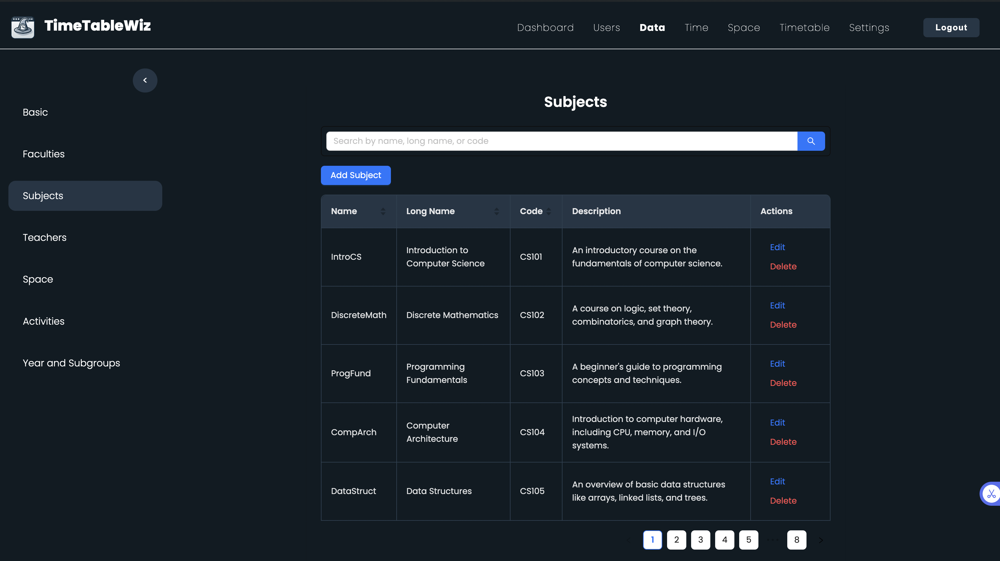 TimeTableWiz
Dashboard Users Data Time Space Timetable Settings Logout
<
Basic
Faculties
Subjects
Teachers
Space
Activities
Year and Subgroups
Subjects
Search by name, long name, or code
Add Subject
Name Long Name Code Description Actions
IntroCS
Introduction to
Computer Science
CS101
An introductory course on the
fundamentals of computer science.
Edit
Delete
DiscreteMath
Discrete Mathematics
CS102
A course on logic, set theory,
combinatorics, and graph theory.
Edit
Delete
ProgFund
Programming
Fundamentals
CS103
A beginner's guide to programming
concepts and techniques.
Edit
Delete
CompArch
Computer
Architecture
CS104
Introduction to computer hardware,
including CPU, memory, and I/O
systems.
Edit
Delete
DataStruct
Data Structures
CS105
An overview of basic data structures
like arrays, linked lists, and trees.
Edit
Delete
< 1 2 3 4 5 ••• 8 >